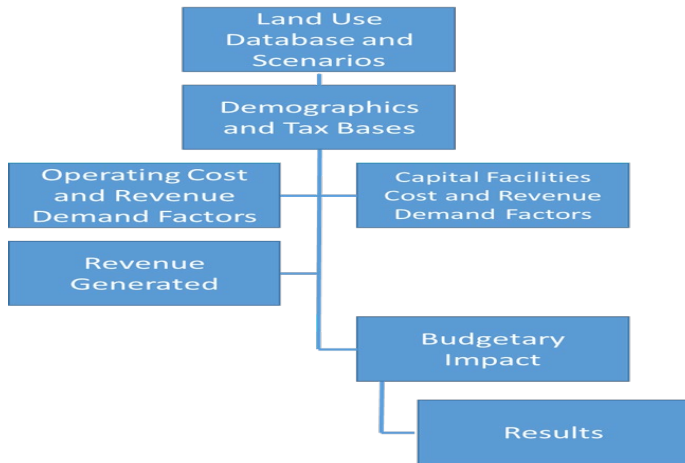 Land Use
Database and
Scenarios
Demographics
and Tax Bases
Operating Cost
and Revenue
Demand Factors
Capital Facilities
Cost and Revenue
Demand Factors
Revenue
Generated
Budgetary
Impact
Results